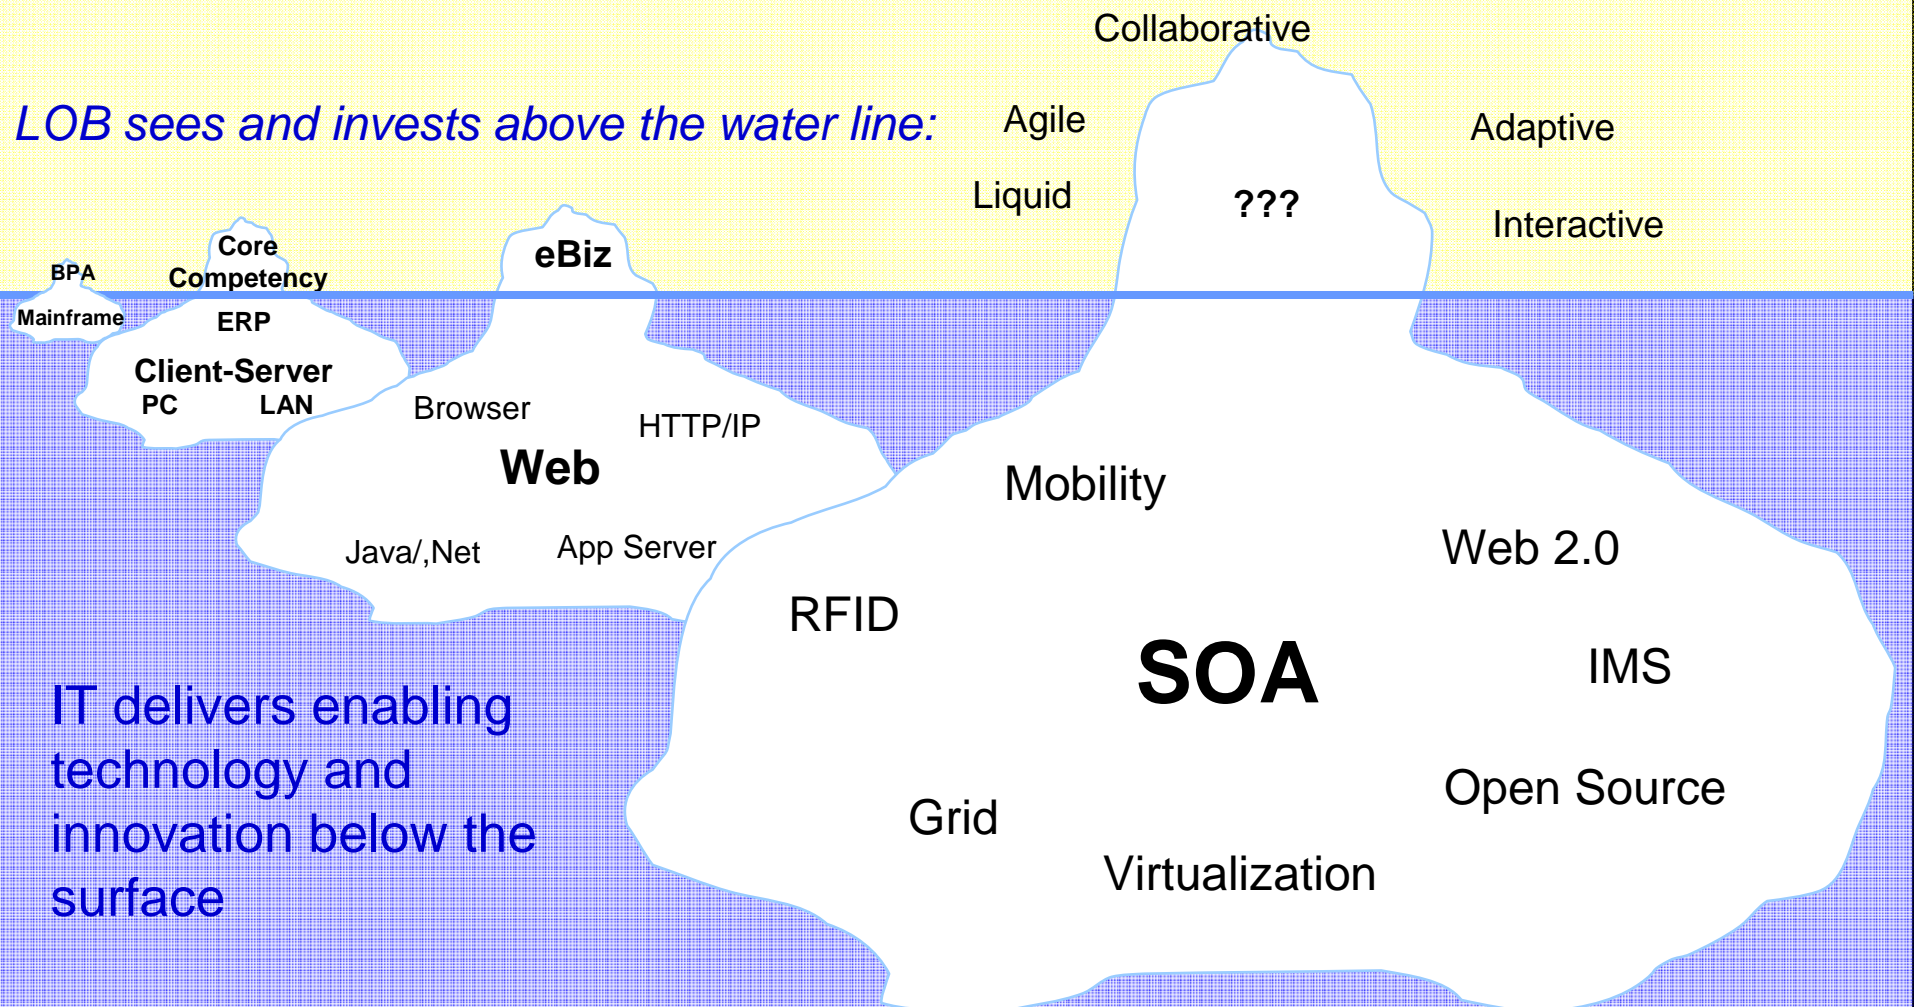 Collaborative
LOB sees and invests above the water line:
Agile
Adaptive
Liquid
???
Interactive
BPA
Core
Competency
eBiz
Mainframe
ERP
Client-Server
PC LAN
Browser
HTTP/IP
Web
Java/,Net
App Server
Mobility
Web 2.0
RFID
SOA
IMS
Open Source
Grid
Virtualization
IT delivers enabling
technology and
innovation below the
surface